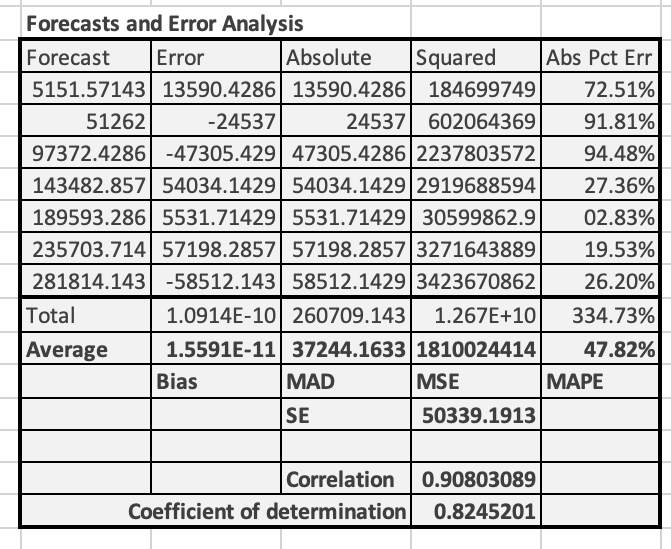 Forecasts and Error Analysis
Forecast Error Absolute Squared Abs Pct Err
5151.57143 13590.4286 13590.4286 184699749 72.51%
51262 -24537 24537 602064369 91.81%
97372.4286 -47305.429 47305.4286 2237803572 94.48%
143482.857 54034.1429 54034.1429 2919688594 27.36%
189593.286 5531.71429 5531.71429 30599862.9 02.83%
235703.714 57198.2857 57198.2857 3271643889 19.53%
281814.143 -58512.143 58512.1429 3423670862 26.20%
Total 1.0914E-10 260709.143 1.267E+10 334.73%
Average 1.5591E-11 37244.1633 1810024414 47.82%
Bias MAD MSE MAPE
SE 50339.1913
Correlation 0.90803089
Coefficient of determination 0.8245201